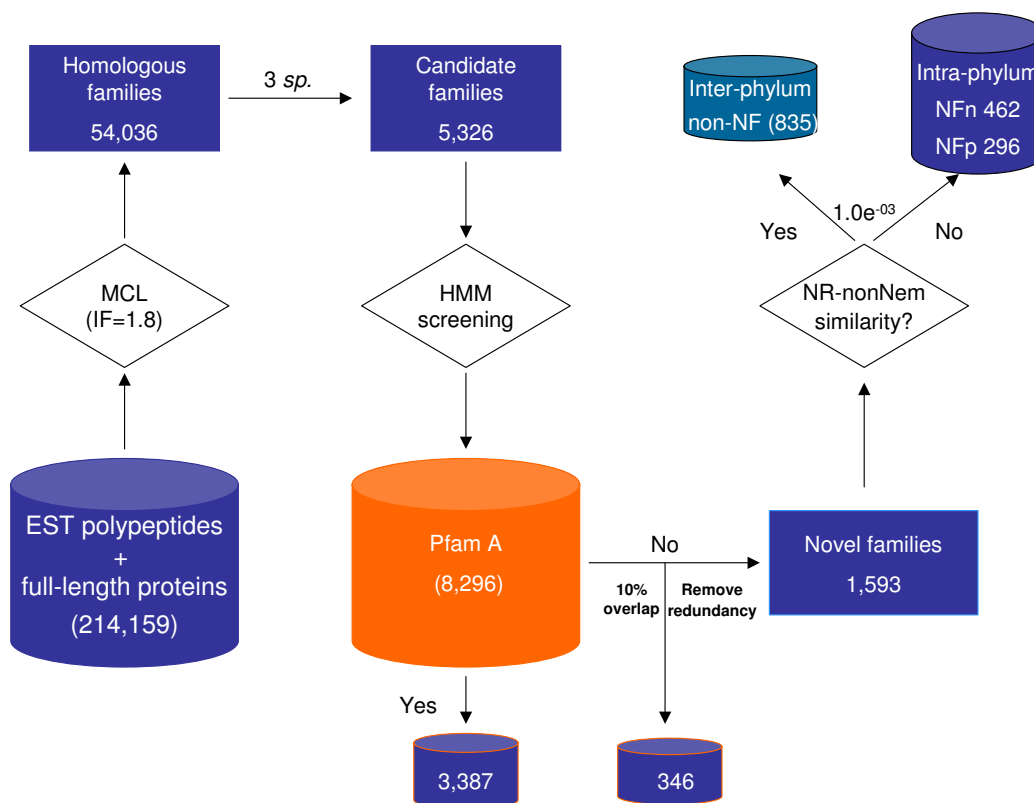 Homologous
families
54,036
3 sp.
Candidate
families
5,326
Inter-phylum
non-NF (835)
Intra-phylum
NFn 462
NFp 296
1.0e-03
Yes
No
MCL
(IF=1.8)
HMM
screening
NR-nonNem
similarity?
EST polypeptides
+
full-length proteins
(214,159)
Pfam A
(8,296)
No
10%
overlap
Remove
redundancy
Novel families
1,593
Yes
3,387
346